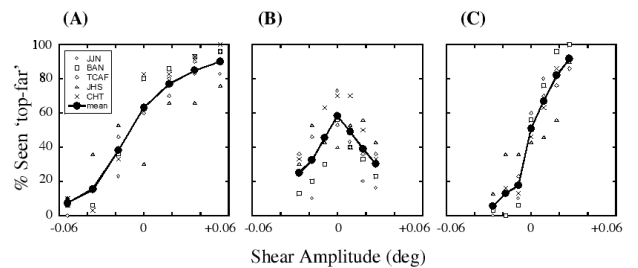 (A) (B) (C)
100
80
60
40
20
0
JJN
BAN
TCAF
JHS
CHT
mean
% Seen 'top-far'
-0.06 0 +0.06 -0.06 0 +0.06 -0.06 0 +0.06
Shear Amplitude (deg)